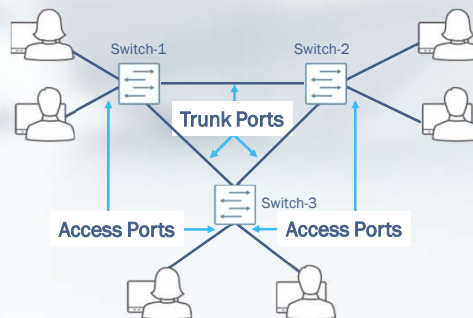 Switch-1
Switch-2
Trunk Ports
Switch-3
Access Ports
Access Ports